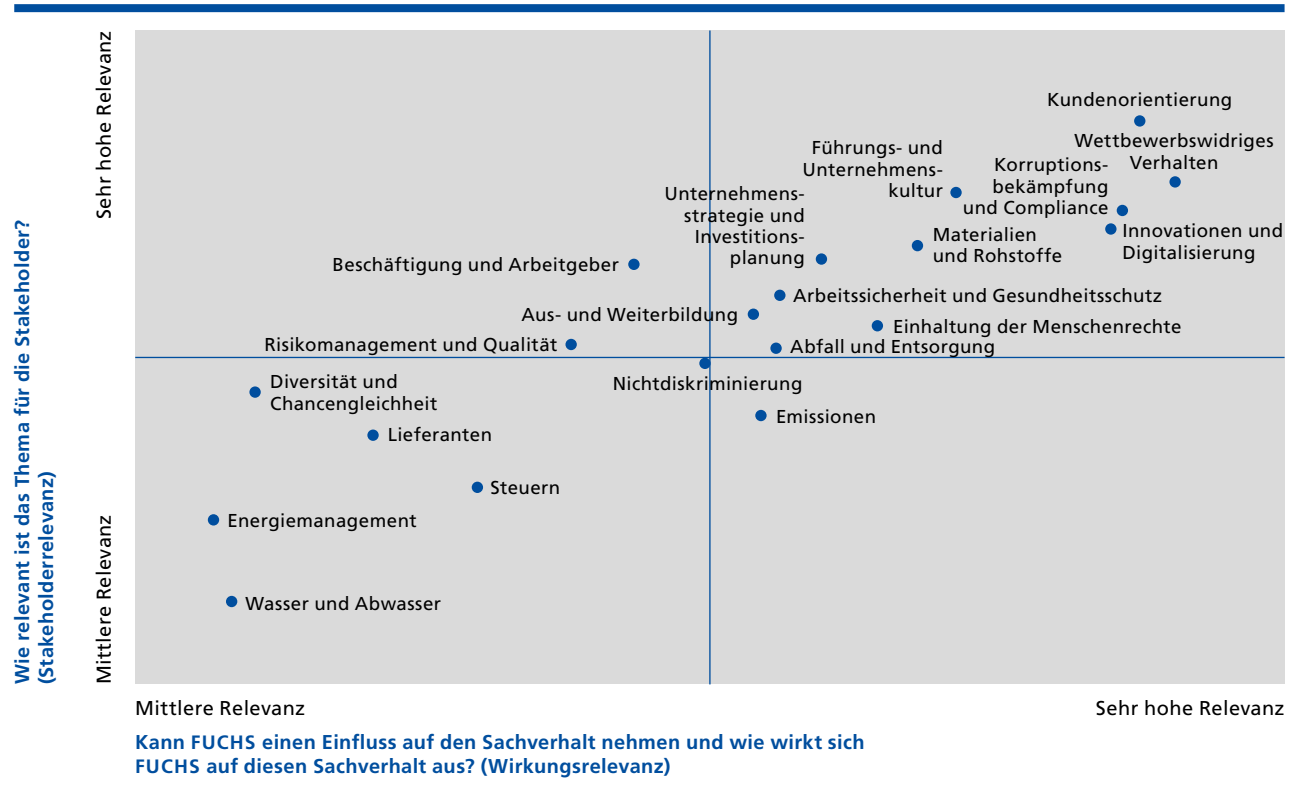 Sehr hohe Relevanz
Mittlere Relevanz
Wie relevant ist das Thema für die Stakeholder?
(Stakeholderrelevanz)
Kundenorientierung
Wettbewerbswidriges
Verhalten
Führungs- und
Unternehmens-
kultur
Korruptions-
bekämpfung
und Compliance
Unternehmens-
strategie und
Investitions-
planung
Innovationen und
Digitalisierung
Materialien
und Rohstoffe
Beschäftigung und Arbeitgeber
Arbeitssicherheit und Gesundheitsschutz
Aus- und Weiterbildung
Einhaltung der Menschenrechte
Risikomanagement und Qualität
Abfall und Entsorgung
Nichtdiskriminierung
Diversität und
Chancengleichheit
Emissionen
Lieferanten
Steuern
Energiemanagement
Wasser und Abwasser
Mittlere Relevanz
Sehr hohe Relevanz
Kann FUCHS einen Einfluss auf den Sachverhalt nehmen und wie wirkt sich
FUCHS auf diesen Sachverhalt aus? (Wirkungsrelevanz)